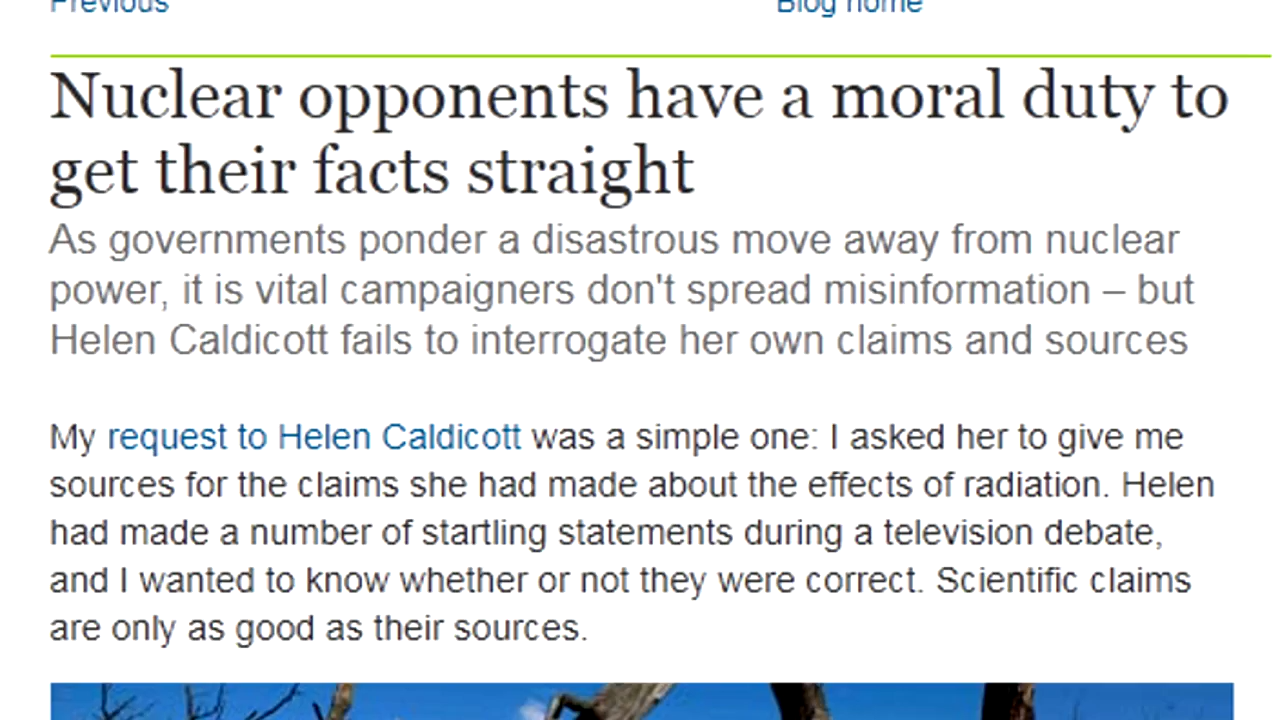 Previous
Blog home
Nuclear opponents have a moral duty to
get their facts straight
As governments ponder a disastrous move away from nuclear
power, it is vital campaigners don't spread misinformation – but
Helen Caldicott fails to interrogate her own claims and sources
My request to Helen Caldicott was a simple one: I asked her to give me
sources for the claims she had made about the effects of radiation. Helen
had made a number of startling statements during a television debate,
and I wanted to know whether or not they were correct. Scientific claims
are only as good as their sources.